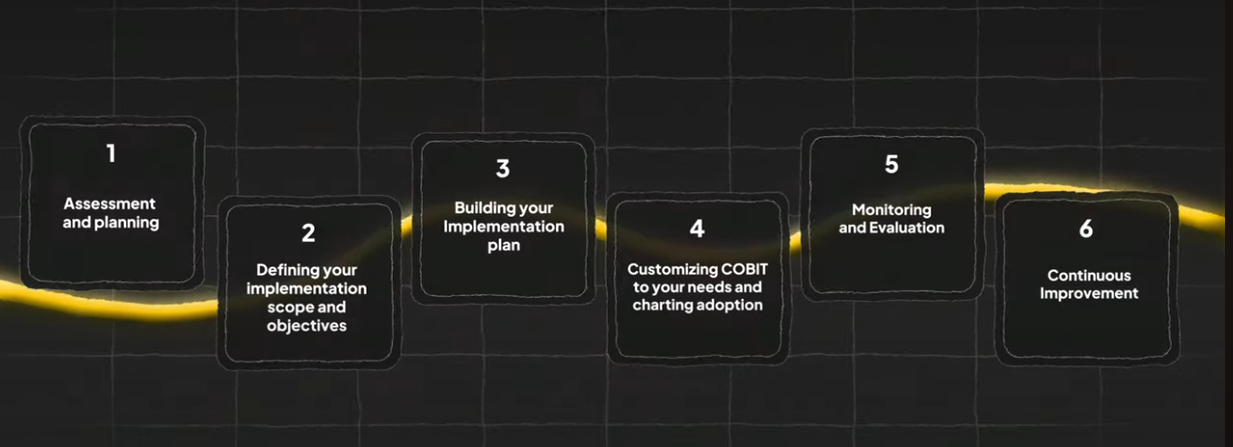 1
Assessment
and planning
2
Defining your
implementation
scope and
objectives
3
Building your
Implementation
plan
4
Customizing COBIT
to your needs and
charting adoption
5
Monitoring
and Evaluation
6
Continuous
Improvement